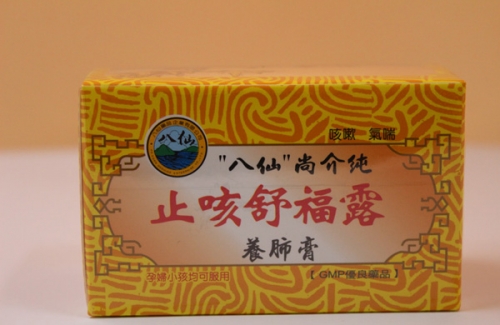 咳嗽 氣喘
八仙
"八仙"尚介純
止咳舒福露
養肺膏
孕婦小孩均可服用
【GMP優良藥品】